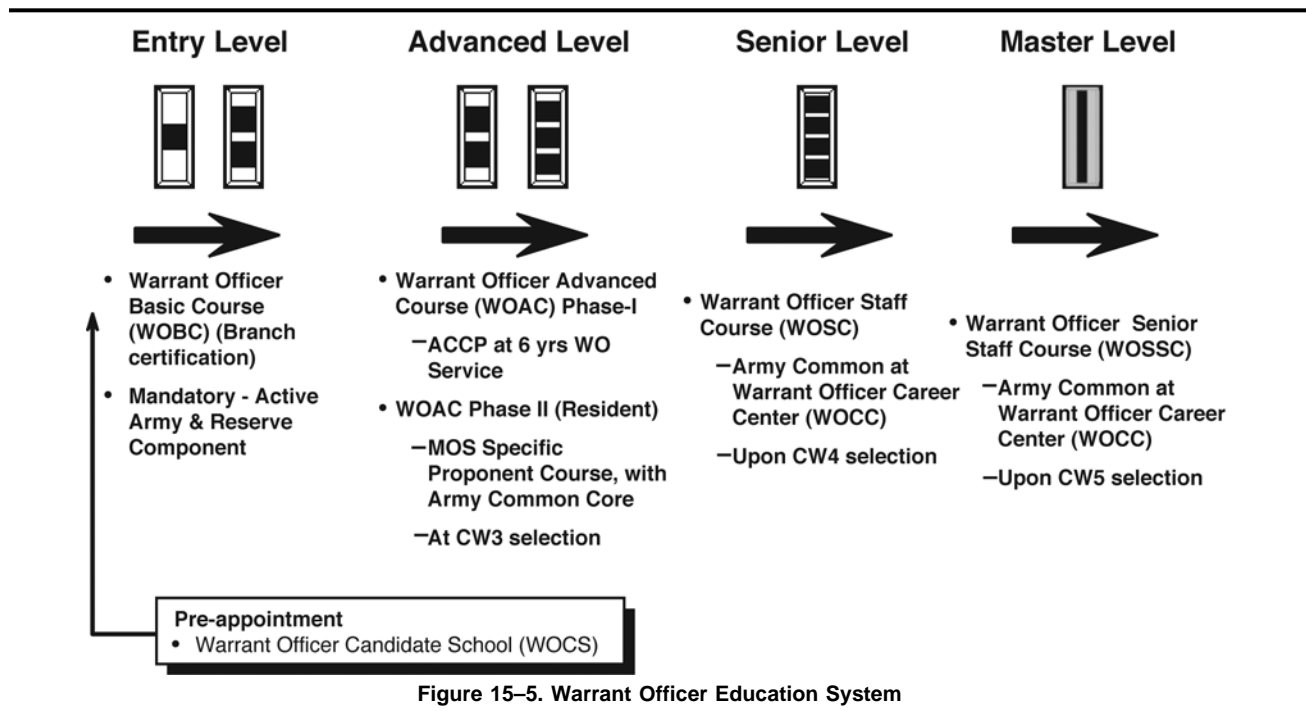 Entry Level
Advanced Level
Senior Level
Master Level
• Warrant Officer
Basic Course
(WOBC) (Branch
certification)
• Mandatory - Active
Army & Reserve
Component
• Warrant Officer Advanced
Course (WOAC) Phase-I
–ACCP at 6 yrs WO
Service
• WOAC Phase II (Resident)
–MOS Specific
Proponent Course, with
Army Common Core
–At CW3 selection
• Warrant Officer Staff
Course (WOSC)
–Army Common at
Warrant Officer Career
Center (WOCC)
–Upon CW4 selection
• Warrant Officer Senior
Staff Course (WOSSC)
–Army Common at
Warrant Officer Career
Center (WOCC)
–Upon CW5 selection
Pre-appointment
• Warrant Officer Candidate School (WOCS)
Figure 15–5. Warrant Officer Education System